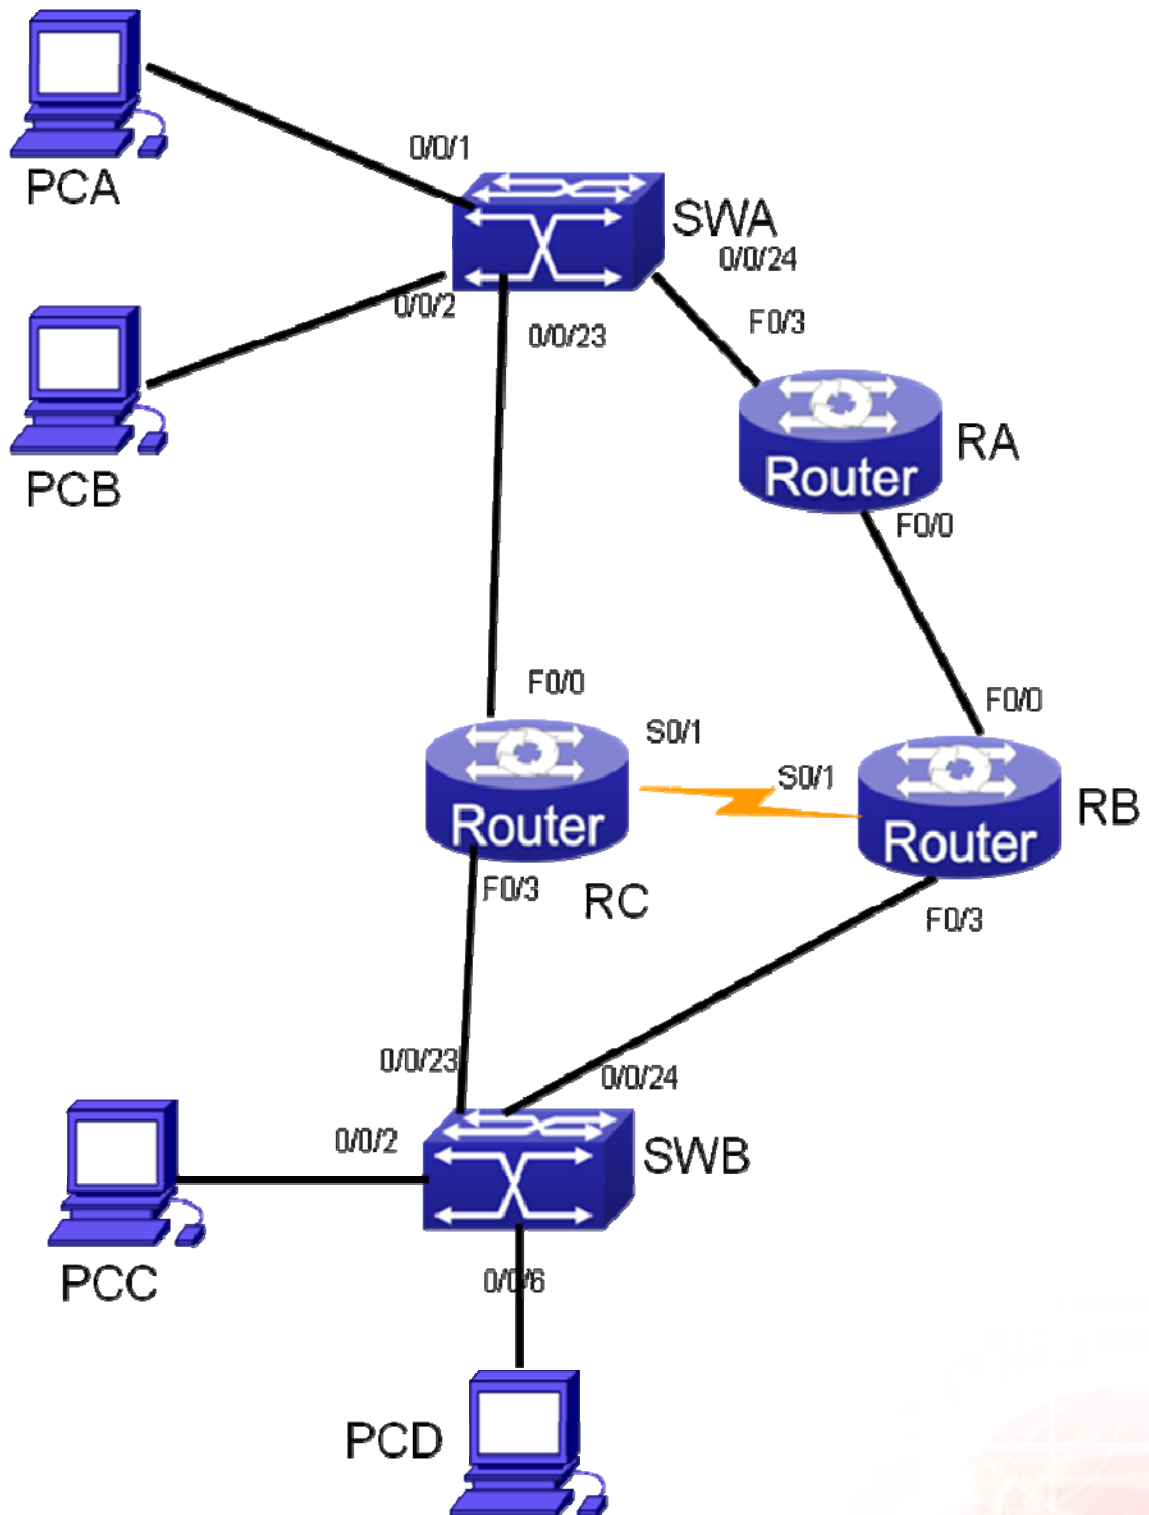 PCA
0/0/1
SWA
0/0/24
0/0/2
0/0/23
F0/3
PCB
RA
Router
F0/0
F0/0
F0/0
S0/1
S0/1
RB
Router
Router
F0/3
RC
F0/3
0/0/23
0/0/24
0/0/2
SWB
PCC
0/0/6
PCD